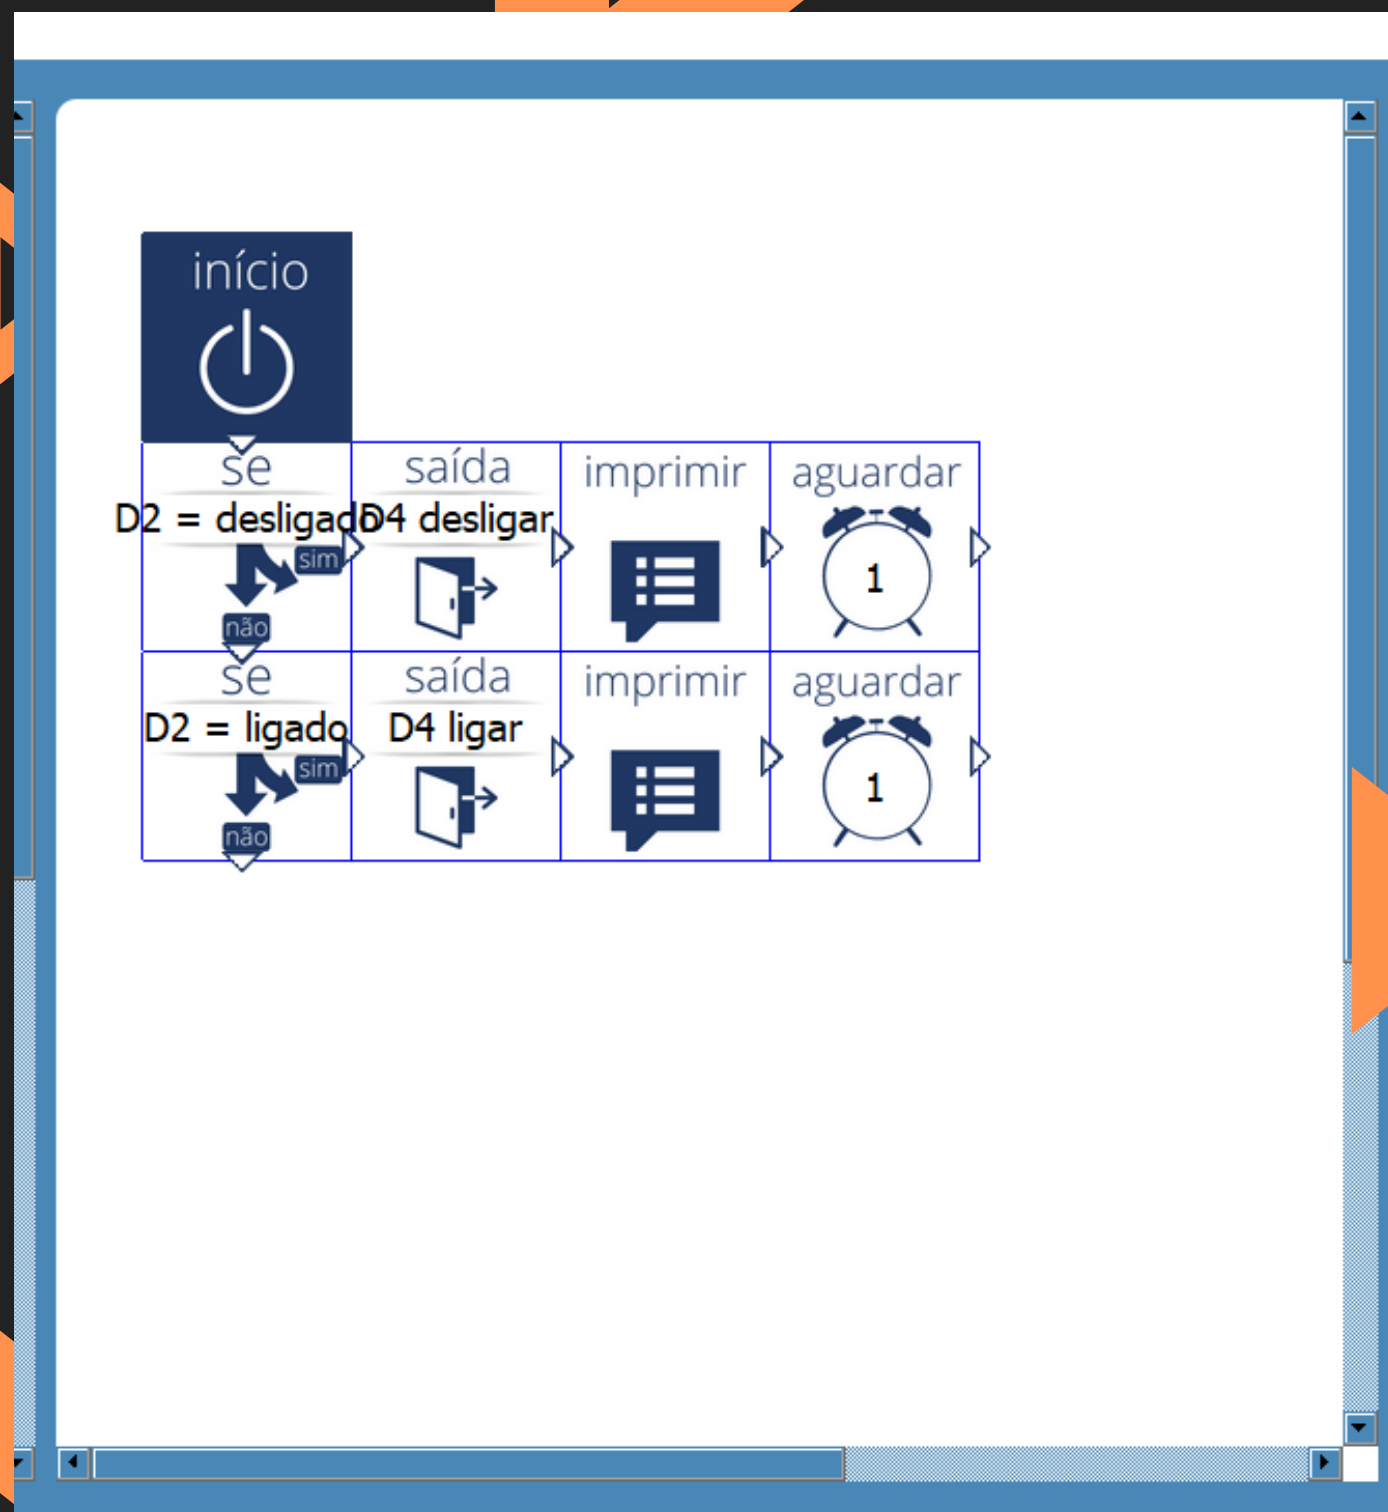 início
se
D2 = desligado
sim
não
saída
D4 desligar
imprimir
aguardar
1
se
D2 = ligado
sim
não
saída
D4 ligar
imprimir
aguardar
1